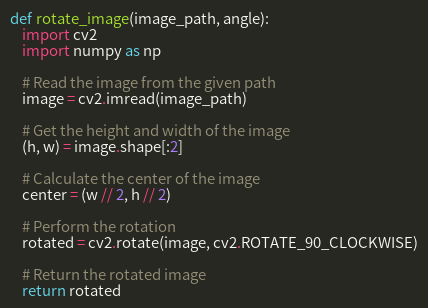 def rotate_image(image_path, angle):
    import cv2
    import numpy as np

    # Read the image from the given path
    image = cv2.imread(image_path)

    # Get the height and width of the image
    (h, w) = image.shape[:2]

    # Calculate the center of the image
    center = (w // 2, h // 2)

    # Perform the rotation
    rotated = cv2.rotate(image, cv2.ROTATE_90_CLOCKWISE)

    # Return the rotated image
    return rotated